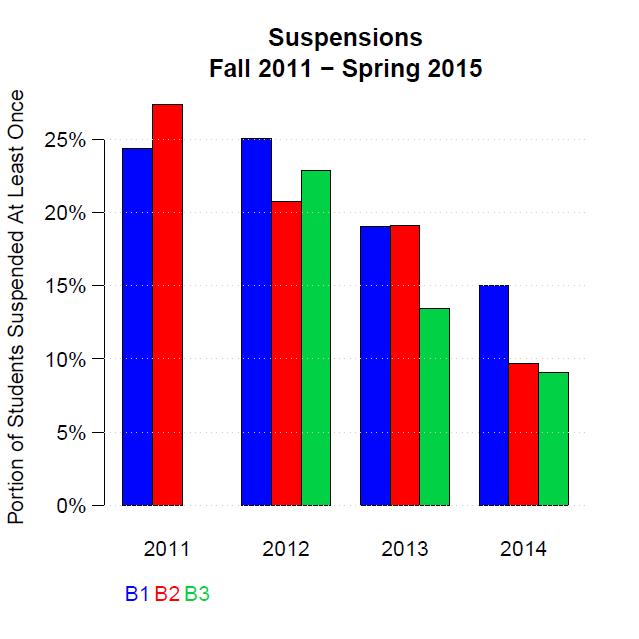 Suspensions
Fall 2011 − Spring 2015
Portion of Students Suspended At Least Once
25%
20%
15%
10%
5%
0%
2011 2012 2013 2014
B1 B2 B3